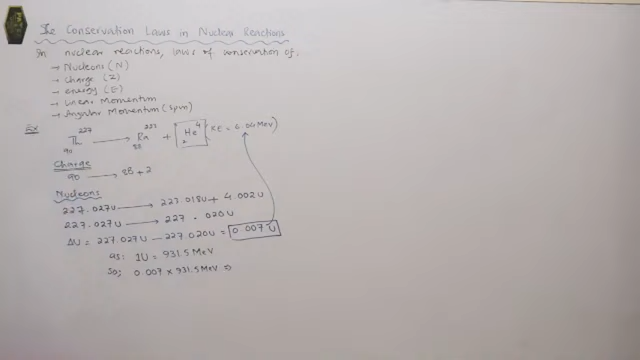 The Conservation Laws in Nuclear Reactions
In nuclear reactions, laws of conservation of:
→ Nucleons (N)
→ Charge (Z)
→ energy (E)
→ Linear Momentum
→ Angular Momentum (spin)
Ex 227 90 Th → 223 88 Ra + 4 2 He (KE = 6.04 MeV)
Charge
90 → 88 + 2
Nucleons
227.027U → 223.018U + 4.002U
227.027U → 227.020U
ΔU = 227.027U — 227.020U = 0.007U
as: 1U = 931.5 MeV
So; 0.007 × 931.5 MeV ⇒